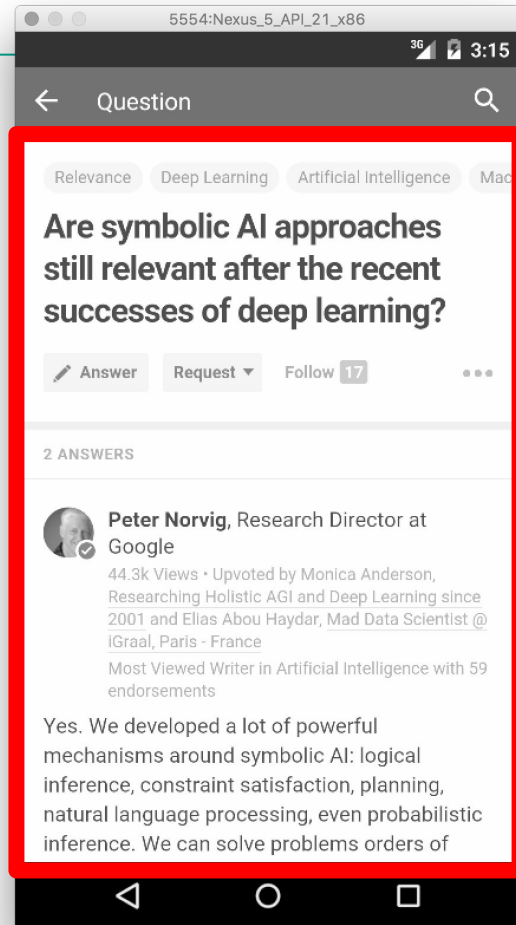 5554:Nexus_5_API_21_x86
3G 3:15
Question
Relevance Deep Learning Artificial Intelligence Mac
Are symbolic AI approaches
still relevant after the recent
successes of deep learning?
Answer Request Follow 17
2 ANSWERS
Peter Norvig, Research Director at
Google
44.3k Views • Upvoted by Monica Anderson,
Researching Holistic AGI and Deep Learning since
2001 and Elias Abou Haydar, Mad Data Scientist @
iGraal, Paris - France
Most Viewed Writer in Artificial Intelligence with 59
endorsements
Yes. We developed a lot of powerful
mechanisms around symbolic AI: logical
inference, constraint satisfaction, planning,
natural language processing, even probabilistic
inference. We can solve problems orders of